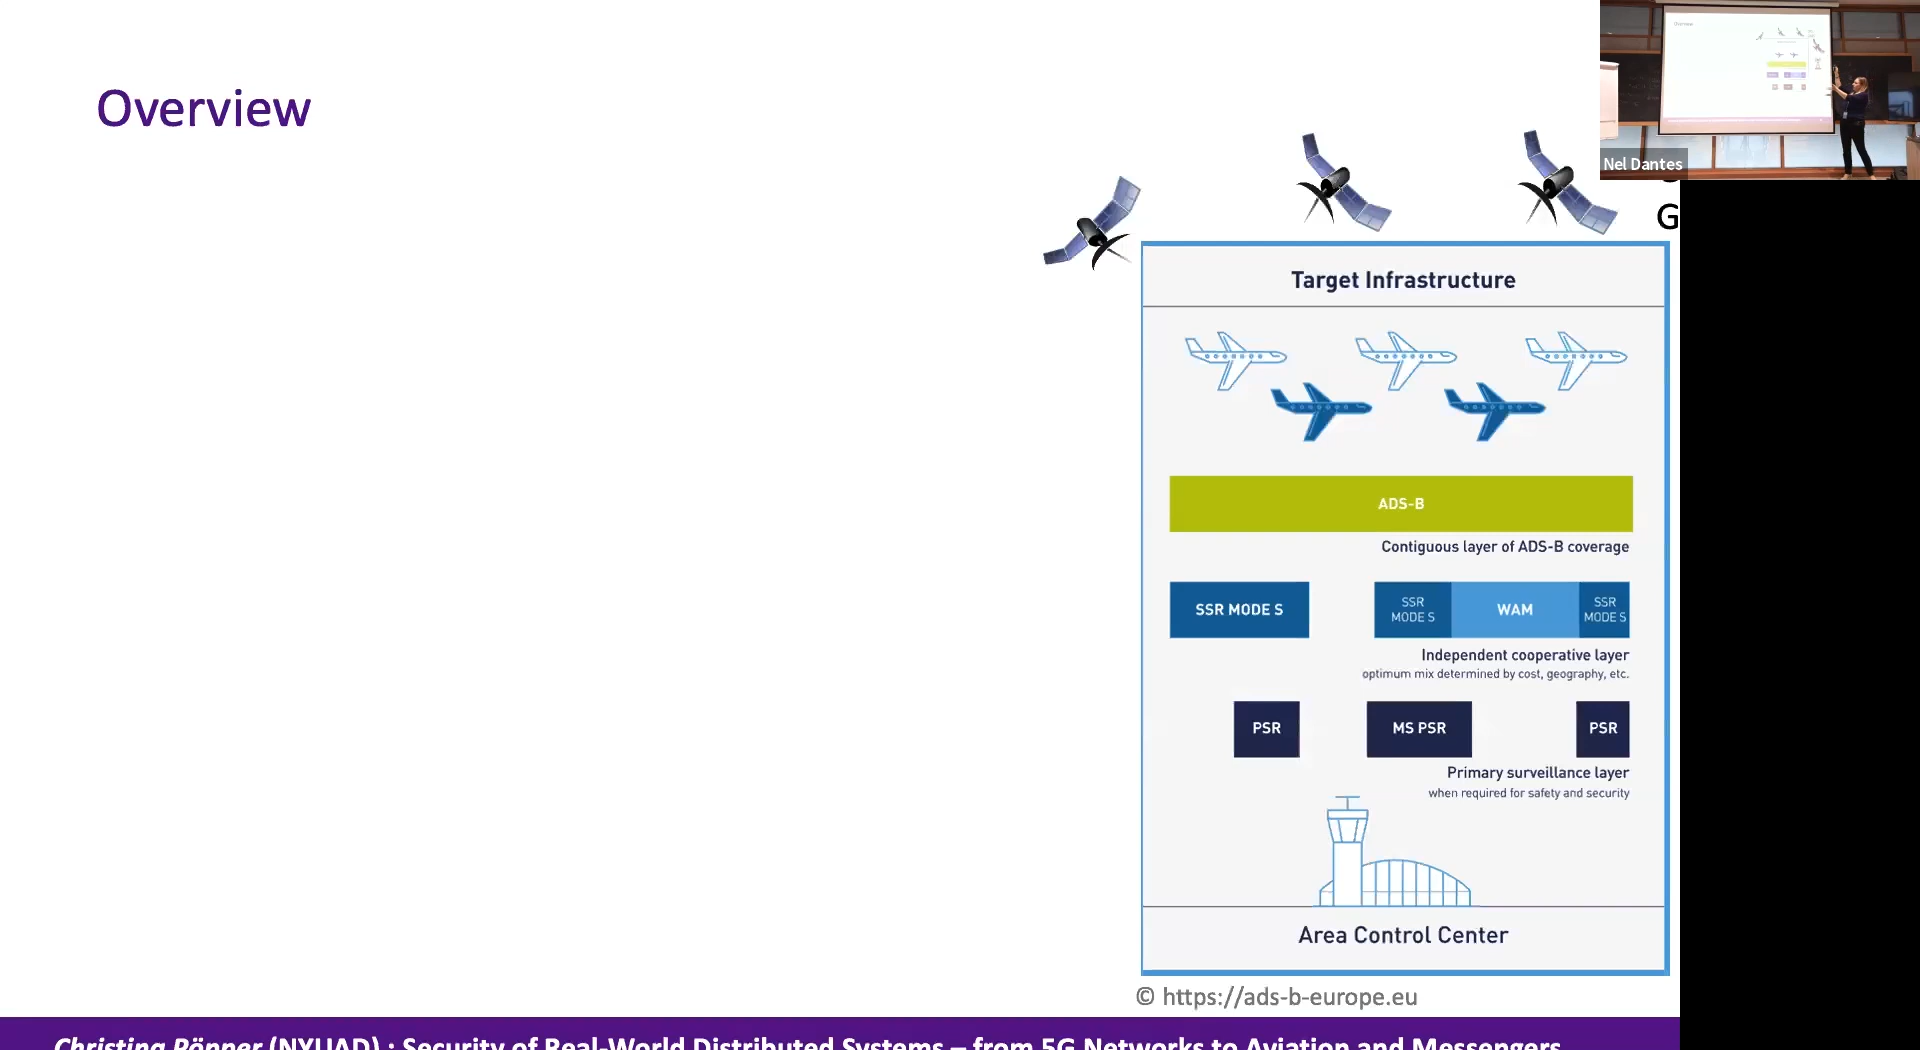 Overview
Nel Dantes
G
Target Infrastructure
ADS-B
Contiguous layer of ADS-B coverage
SSR MODE S
SSR
MODE S
WAM
SSR
MODE S
Independent cooperative layer
optimum mix determined by cost, geography, etc.
PSR
MS PSR
PSR
Primary surveillance layer
when required for safety and security
Area Control Center
© https://ads-b-europe.eu
Christina Pöpper (NYUAD) : Security of Real-World Distributed Systems – from 5G Networks to Aviation and Messengers